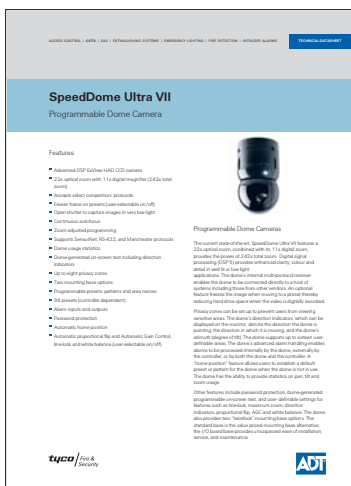 ACCESS CONTROL | CCTV | EAS | EXTINGUISHING SYSTEMS | EMERGENCY LIGHTING | FIRE DETECTION | INTRUDER ALARMS
TECHNICAL DATASHEET
SpeedDome Ultra VII
Programmable Dome Camera
Features
Advanced DSP ExView HAD CCD camera
22x optical zoom with 11x digital magnifier (242x total
zoom)
Accepts select competitors' protocols
Freeze frame on presets (user-selectable on/off)
Open shutter to capture images in very low light
Continuous autofocus
Zoom adjusted programming
Supports SensorNet, RS-422, and Manchester protocols
Dome usage statistics
Dome-generated on-screen text including direction
indicators
Up to eight privacy zones
Two mounting base options
Programmable presets, patterns and area names
96 presets (controller dependent)
Alarm inputs and outputs
Password protection
Automatic home position
Automatic proportional flip and Automatic Gain Control,
line-lock and white balance (user-selectable on/off)
Programmable Dome Cameras
The current state-of-the-art, SpeedDome Ultra VII features a
22x optical zoom, combined with its 11x digital zoom,
provides the power of 242x total zoom. Digital signal
processing (DSP II) provides enhanced clarity, colour and
detail in well lit or low light
applications. The dome's internal multi-protocol receiver
enables the dome to be connected directly to a host of
systems including those from other vendors. An optional
feature freezes the image when moving to a preset thereby
reducing hard drive space when the video is digitally recorded.
Privacy zones can be set up to prevent users from viewing
sensitive areas. The dome's direction indicators, which can be
displayed on the monitor, denote the direction the dome is
pointing, the direction in which it is moving, and the dome's
azimuth (degree of tilt). The dome supports up to sixteen user-
definable areas. The dome's advanced alarm handling enables
alarms to be processed internally by the dome, externally by
the controller, or by both the dome and the controller. A
"home position" feature allows users to establish a default
preset or pattern for the dome when the dome is not in use.
The dome has the ability to provide statistics on pan, tilt and
zoom usage.
Other features include password protection, dome-generated
programmable on-screen text, and user-definable settings for
features such as line-lock, maximum zoom, direction
indicators, proportional flip, AGC and white balance. The dome
also provides two "twistlock" mounting base options. The
standard base is the value priced mounting base alternative;
the I/O board base provides unsurpassed ease of installation,
service, and maintenance.
tyco
Fire &
Security
ADT